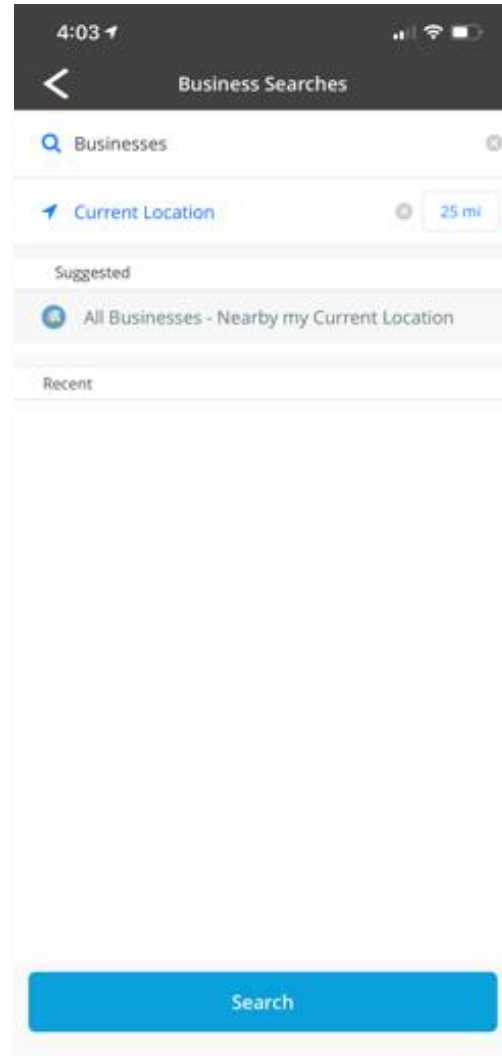 4:03
Business Searches
Businesses
Current Location 25 mi
Suggested
All Businesses - Nearby my Current Location
Recent
Search